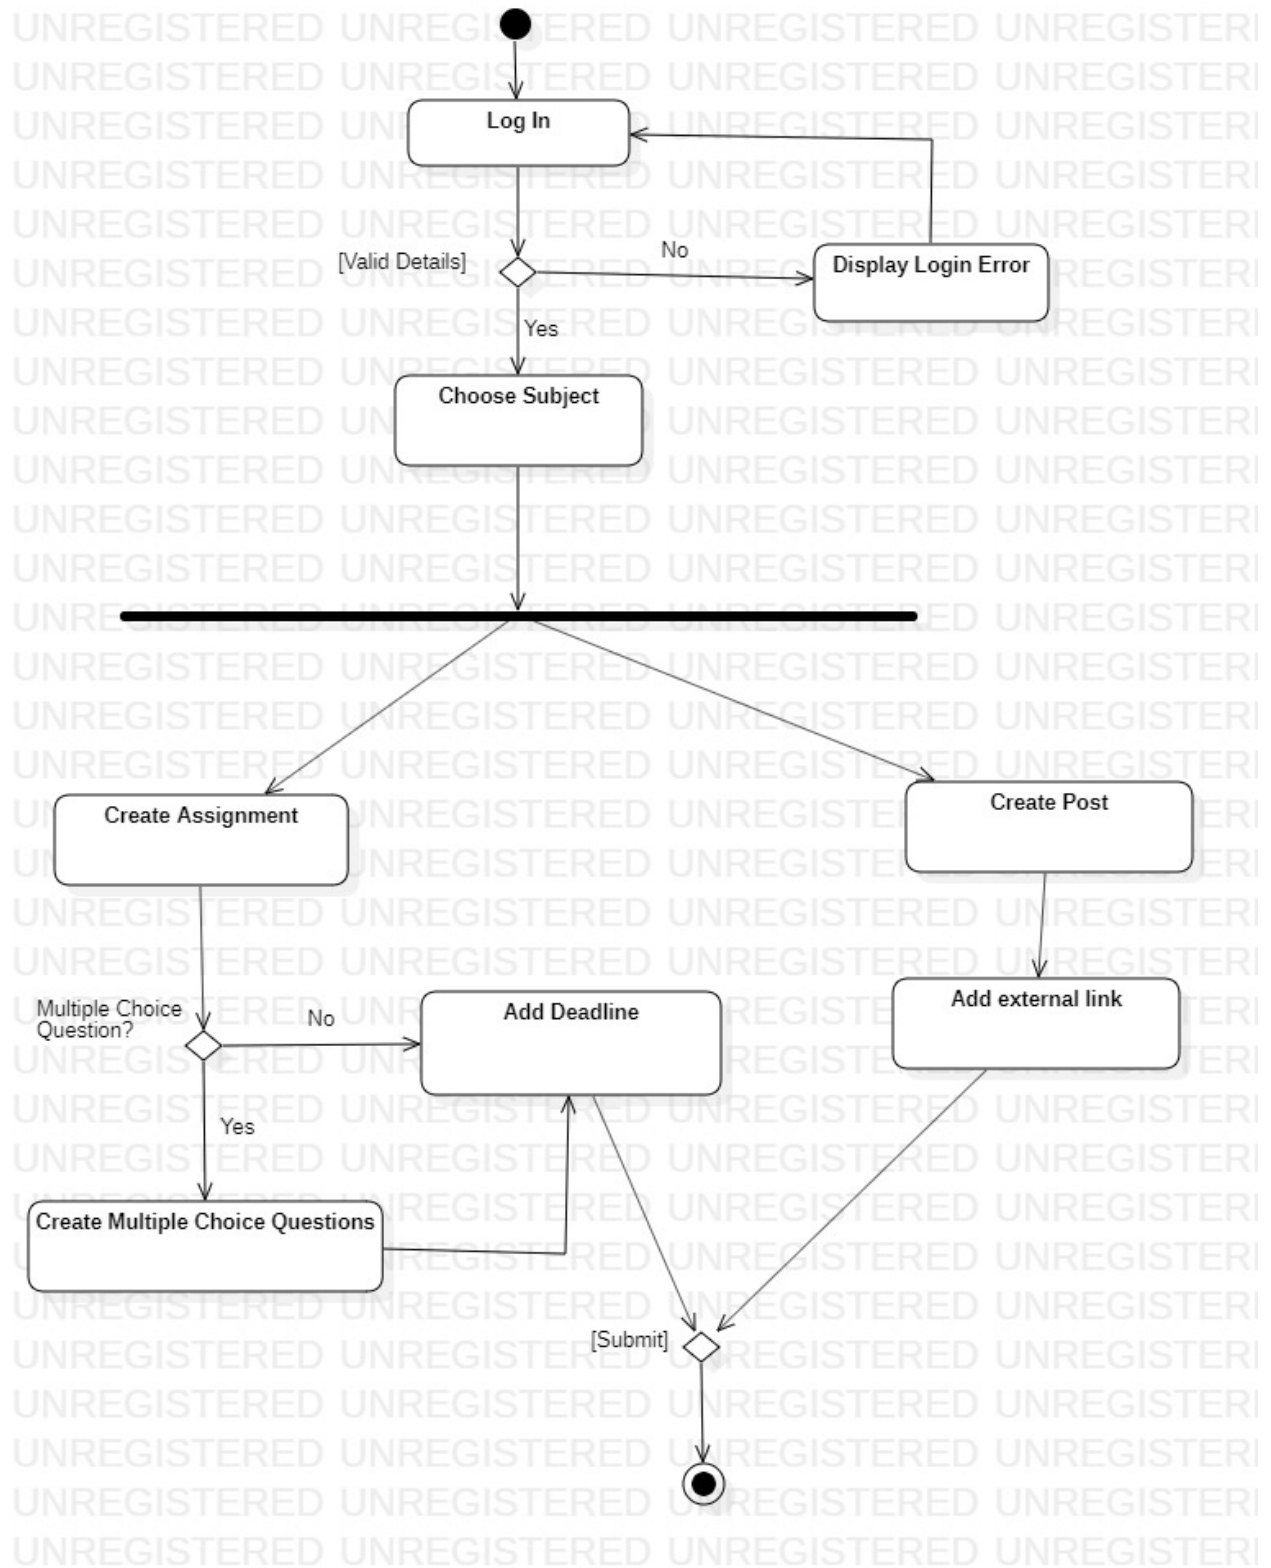 Log In
[Valid Details]
No
Display Login Error
Yes
Choose Subject
Create Assignment
Create Post
Multiple Choice
Question?
No
Add Deadline
Add external link
Yes
Create Multiple Choice Questions
[Submit]
UNREGISTERED